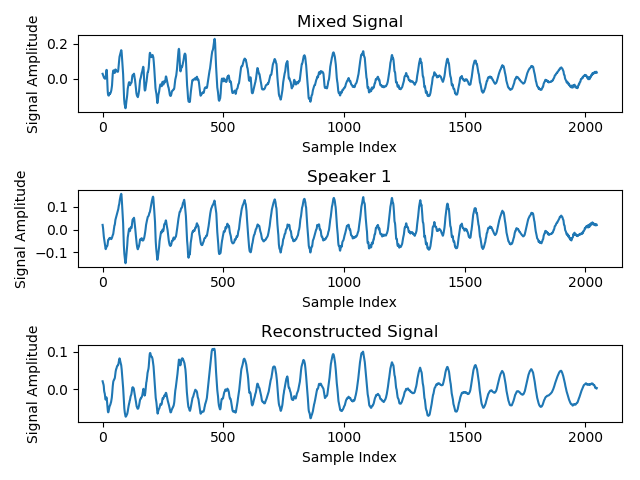 Mixed Signal
Signal Amplitude
0.2
0.0
0
500
1000
1500
2000
Sample Index
Speaker 1
Signal Amplitude
0.1
0.0
−0.1
0
500
1000
1500
2000
Sample Index
Reconstructed Signal
Signal Amplitude
0.1
0.0
0
500
1000
1500
2000
Sample Index